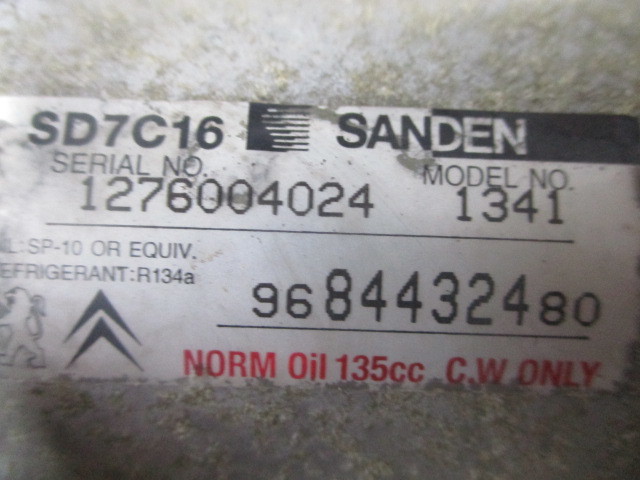 SD7C16 SANDEN
SERIAL NO. MODEL NO.
1276004024 1341
L:SP-10 OR EQUIV.
EFRIGERANT:R134a
9684432480
NORM Oil 135cc C.W ONLY